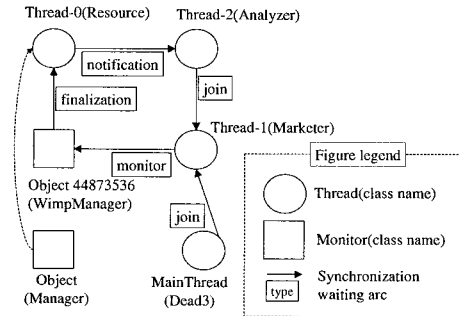 Thread-0(Resource)
Thread-2(Analyzer)
notification
finalization
join
Thread-1(Marketer)
monitor
Object 44873536
(WimpManager)
join
Object
(Manager)
MainThread
(Dead3)
Figure legend
Thread(class name)
Monitor(class name)
Synchronization
type
waiting arc